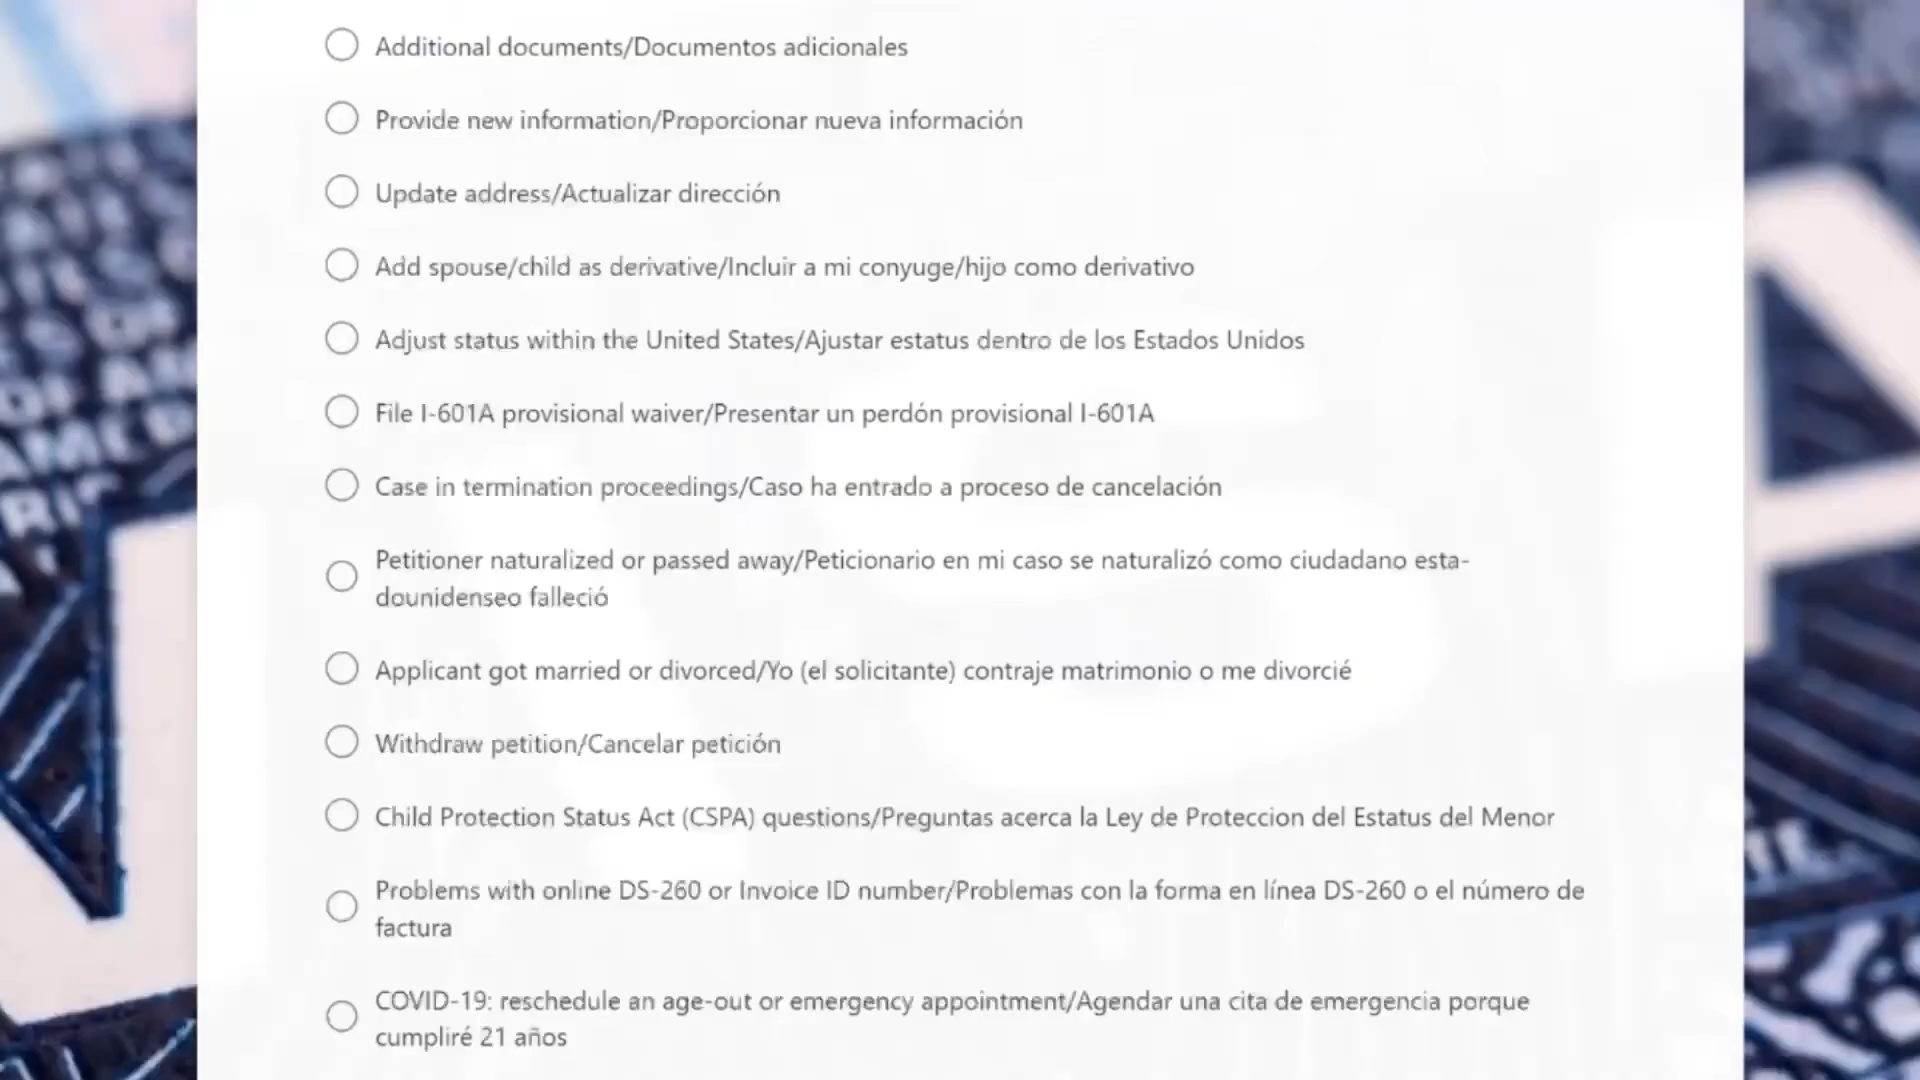 Additional documents/Documentos adicionales
Provide new information/Proporcionar nueva información
Update address/Actualizar dirección
Add spouse/child as derivative/Incluir a mi conyuge/hijo como derivativo
Adjust status within the United States/Ajustar estatus dentro de los Estados Unidos
File I-601A provisional waiver/Presentar un perdón provisional I-601A
Case in termination proceedings/Caso ha entrado a proceso de cancelación
Petitioner naturalized or passed away/Peticionario en mi caso se naturalizó como ciudadano esta-
dounidenseo falleció
Applicant got married or divorced/Yo (el solicitante) contraje matrimonio o me divorcié
Withdraw petition/Cancelar petición
Child Protection Status Act (CSPA) questions/Preguntas acerca la Ley de Proteccion del Estatus del Menor
Problems with online DS-260 or Invoice ID number/Problemas con la forma en línea DS-260 o el número de
factura
COVID-19: reschedule an age-out or emergency appointment/Agendar una cita de emergencia porque
cumpliré 21 años